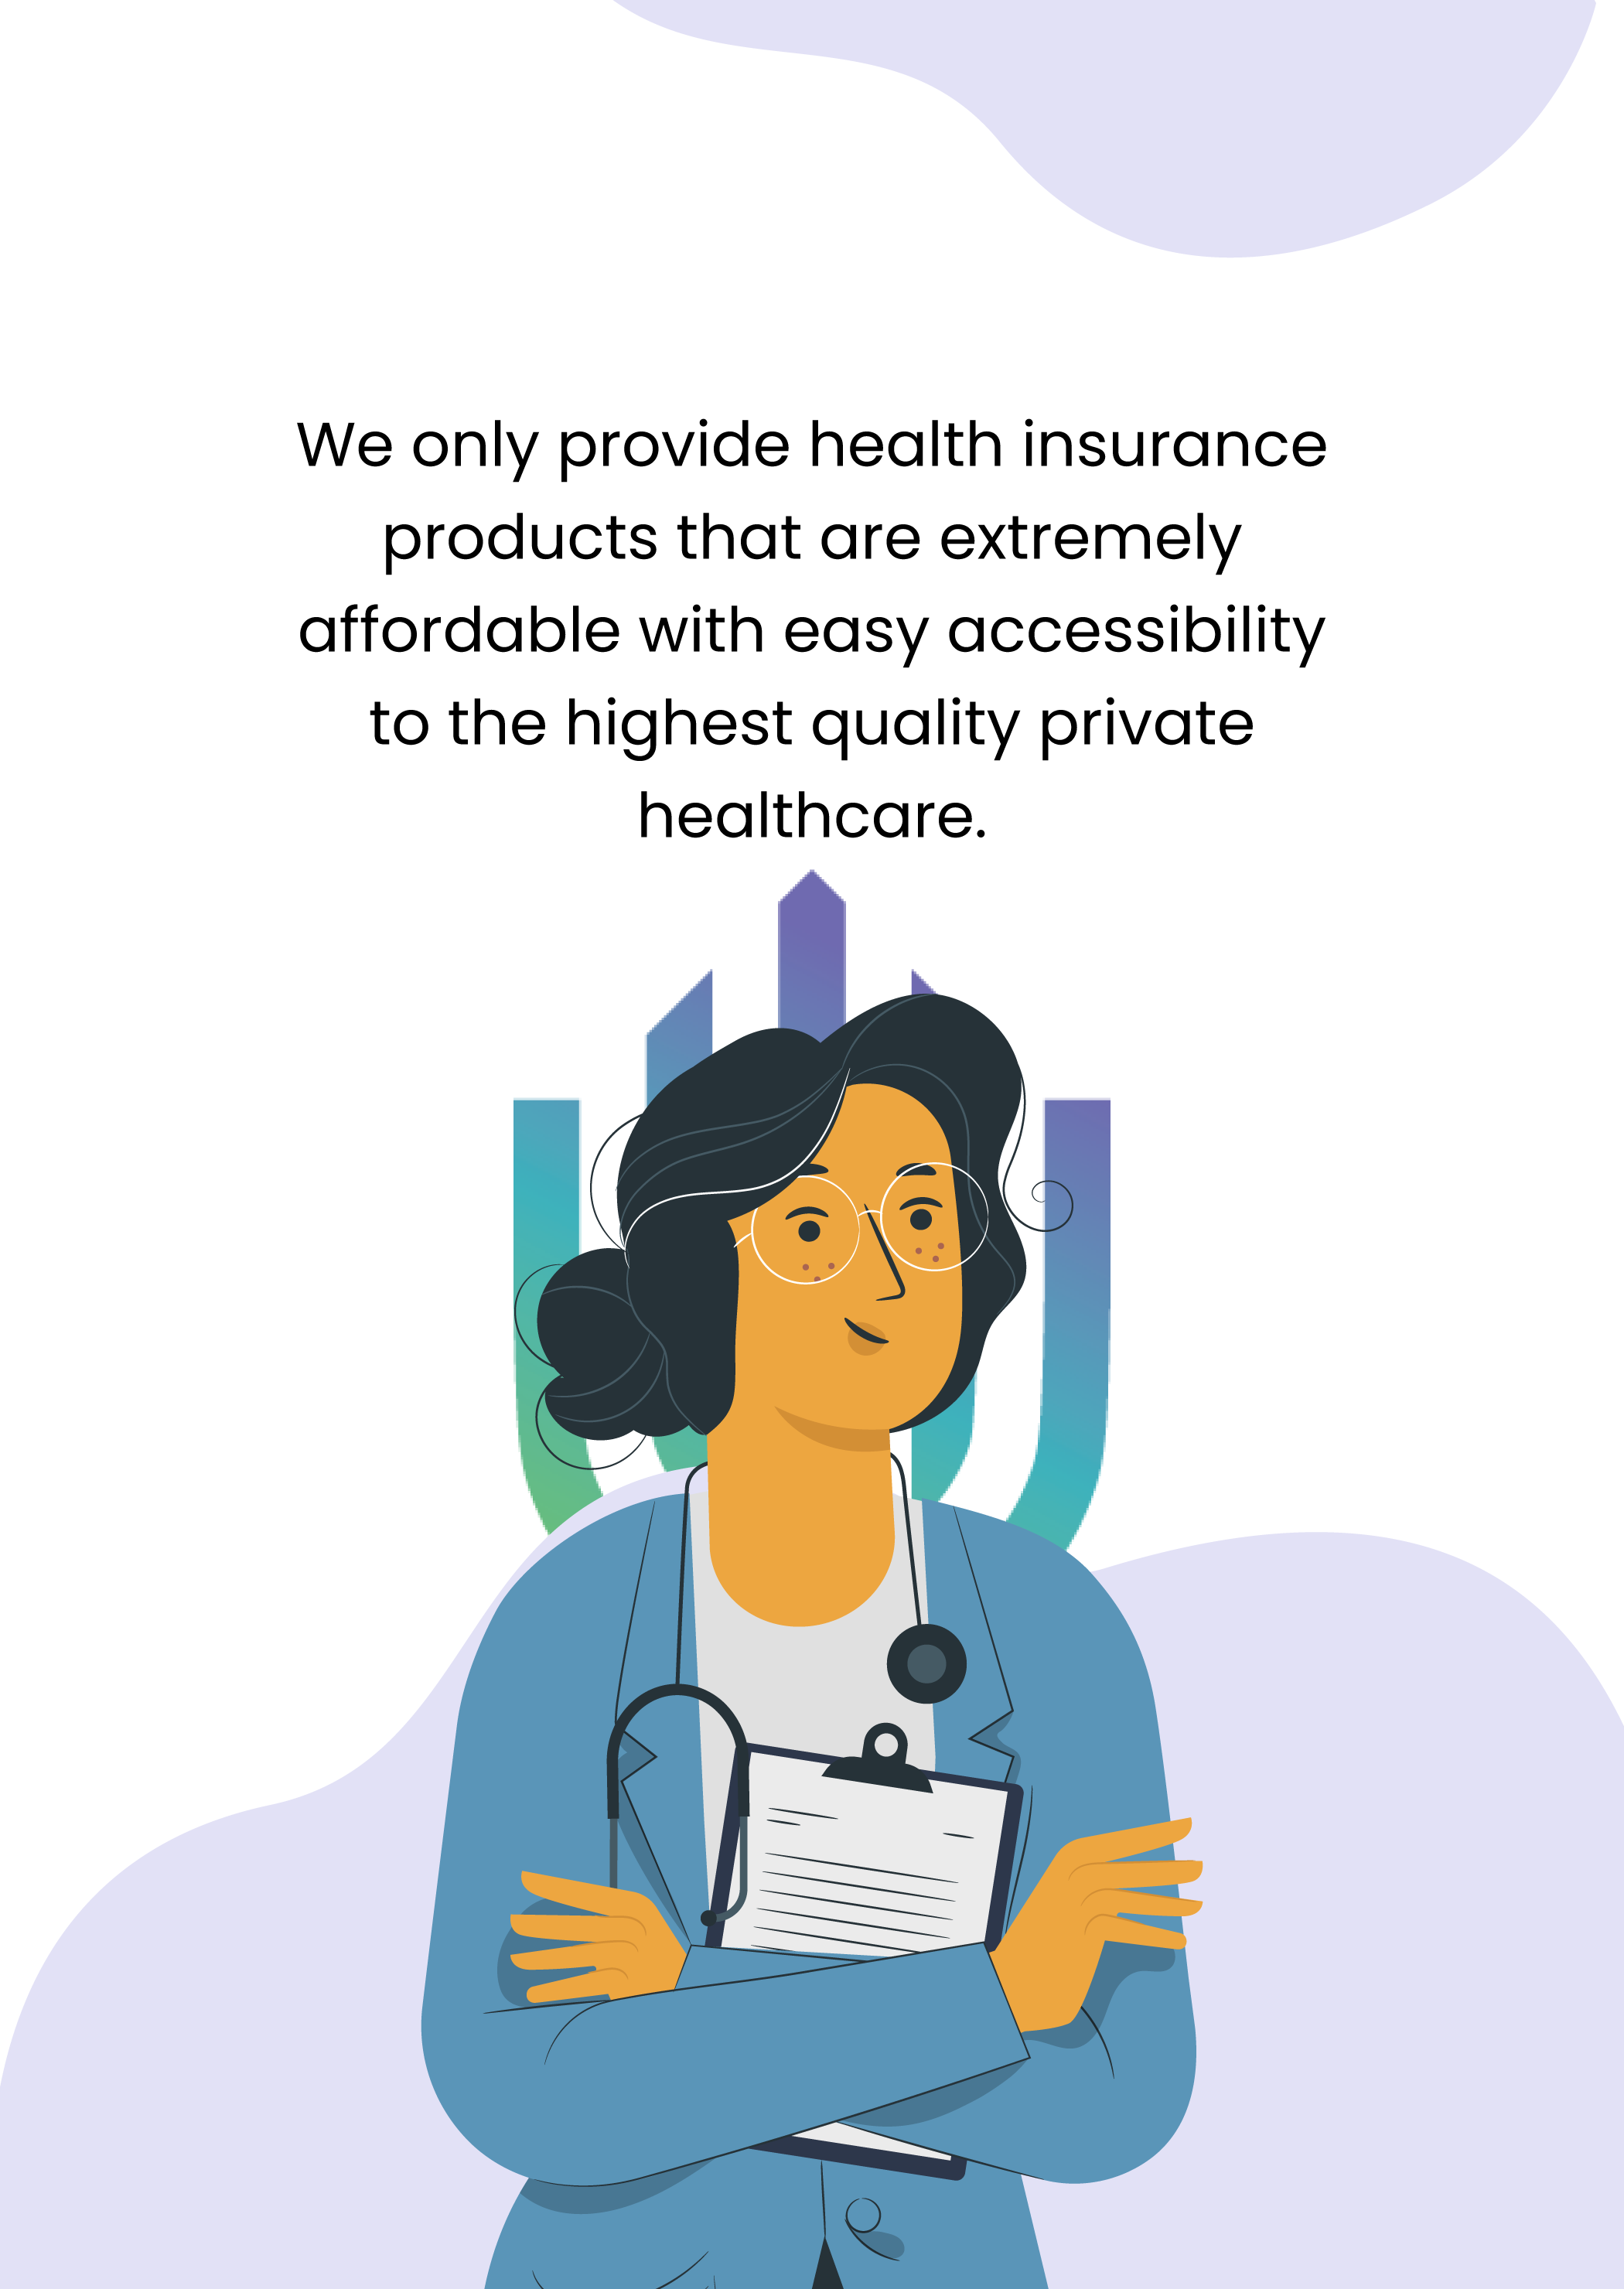 We only provide health insurance
products that are extremely
affordable with easy accessibility
to the highest quality private
healthcare.